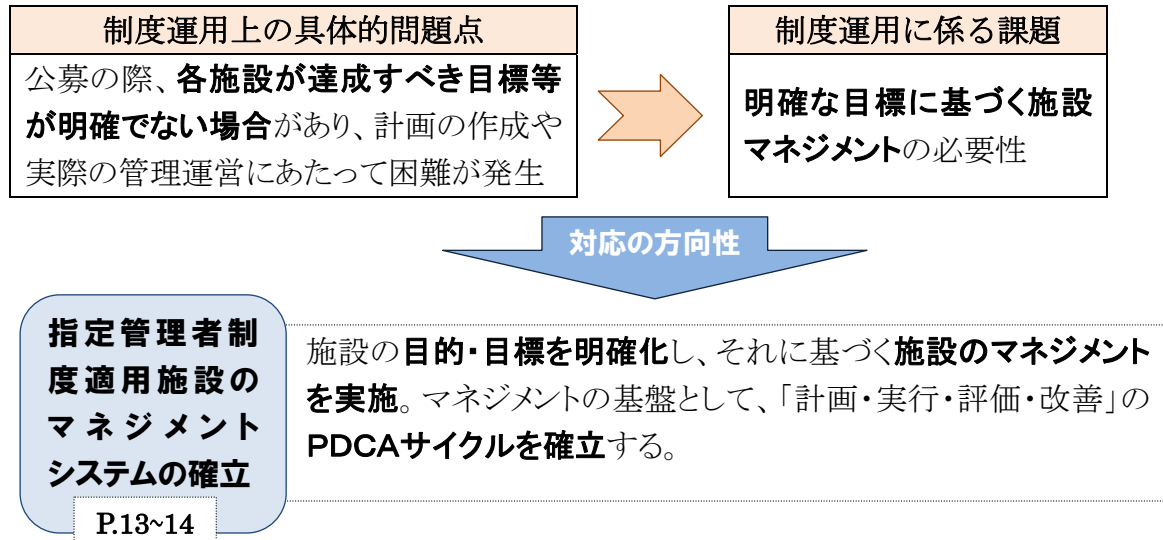 制度運用上の具体的問題点
公募の際、各施設が達成すべき目標等
が明確でない場合があり、計画の作成や
実際の管理運営にあたって困難が発生
制度運用に係る課題
明確な目標に基づく施設
マネジメントの必要性
対応の方向性
指定管理者制
度適用施設の
マネジメント
システムの確立
P.13~14
施設の目的・目標を明確化し、それに基づく施設のマネジメント
を実施。マネジメントの基盤として、「計画・実行・評価・改善」の
PDCAサイクルを確立する。